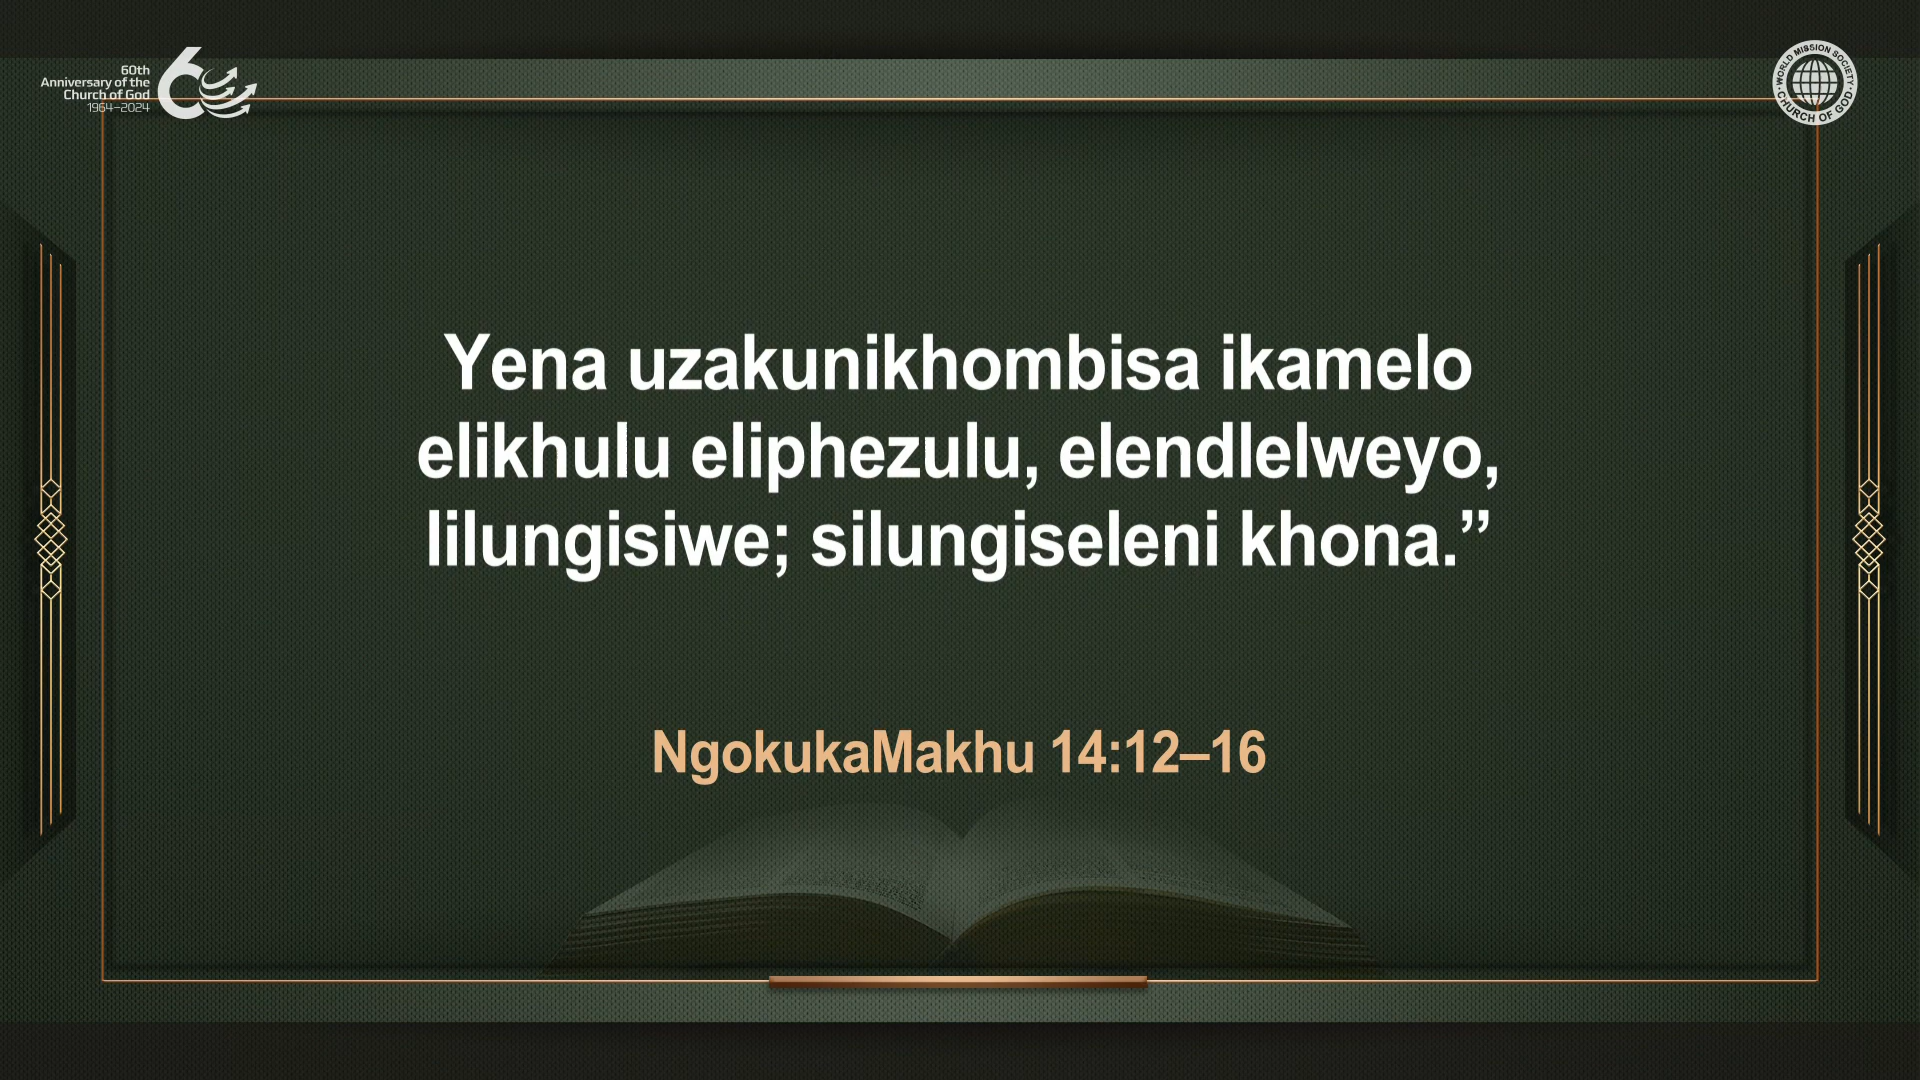 60th
Anniversary of the
Church of God
1964–2024
60
WORLD MISSION SOCIETY
CHURCH OF GOD
Yena uzakunikhombisa ikamelo
elikhulu eliphezulu, elendlelweyo,
lilungisiwe; silungiseleni khona.”
NgokukaMakhu 14:12–16